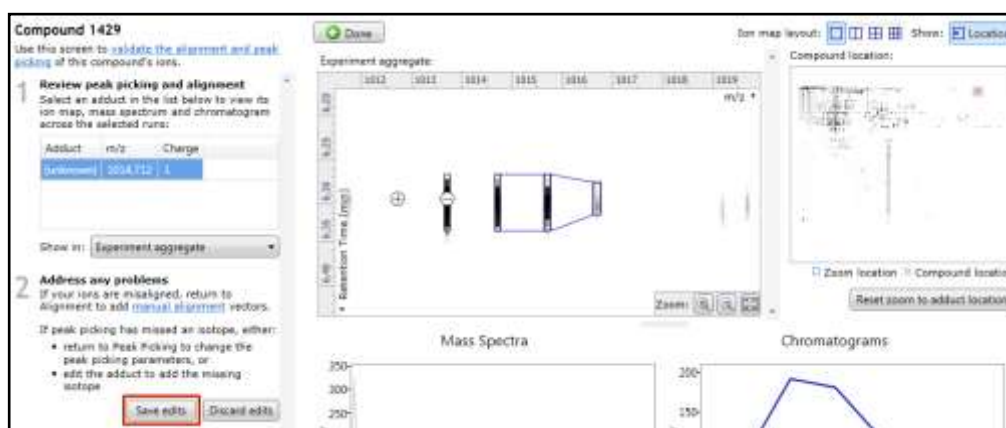 Compound 1429
Use this screen to validate the alignment and peak
picking of this compound's ions.
1 Review peak picking and alignment
Select an adduct in the list below to view its
ion map, mass spectrum and chromatogram
across the selected runs:
Adduct m/z Charge
(unknown) 1014.712 1
Show in: Experiment aggregate
2 Address any problems
If your ions are misaligned, return to
Alignment to add manual alignment vectors.
If peak picking has missed an isotope, either:
• return to Peak Picking to change the
peak picking parameters, or
• edit the adduct to add the missing
isotope
Save edits Discard edits
Done
Ion map layout: Show: Locatio
Experiment aggregate:
1012 1013 1014 1015 1016 1017 1018 1019
m/z
Retention Time (min)
6.40
Zoom:
Compound location:
Zoom location Compound locatio
Reset zoom to adduct location
Mass Spectra
350
300
250
Chromatograms
200
150